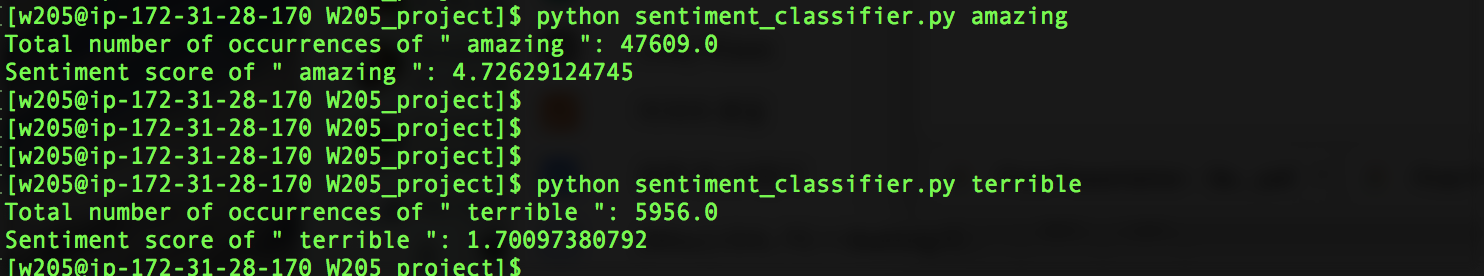 [w205@ip-172-31-28-170 W205_project]$ python sentiment_classifier.py amazing
Total number of occurrences of " amazing ": 47609.0
Sentiment score of " amazing ": 4.72629124745
[w205@ip-172-31-28-170 W205_project]$
[w205@ip-172-31-28-170 W205_project]$
[w205@ip-172-31-28-170 W205_project]$
[w205@ip-172-31-28-170 W205_project]$ python sentiment_classifier.py terrible
Total number of occurrences of " terrible ": 5956.0
Sentiment score of " terrible ": 1.70097380792
[w205@ip-172-31-28-170 W205_project]$